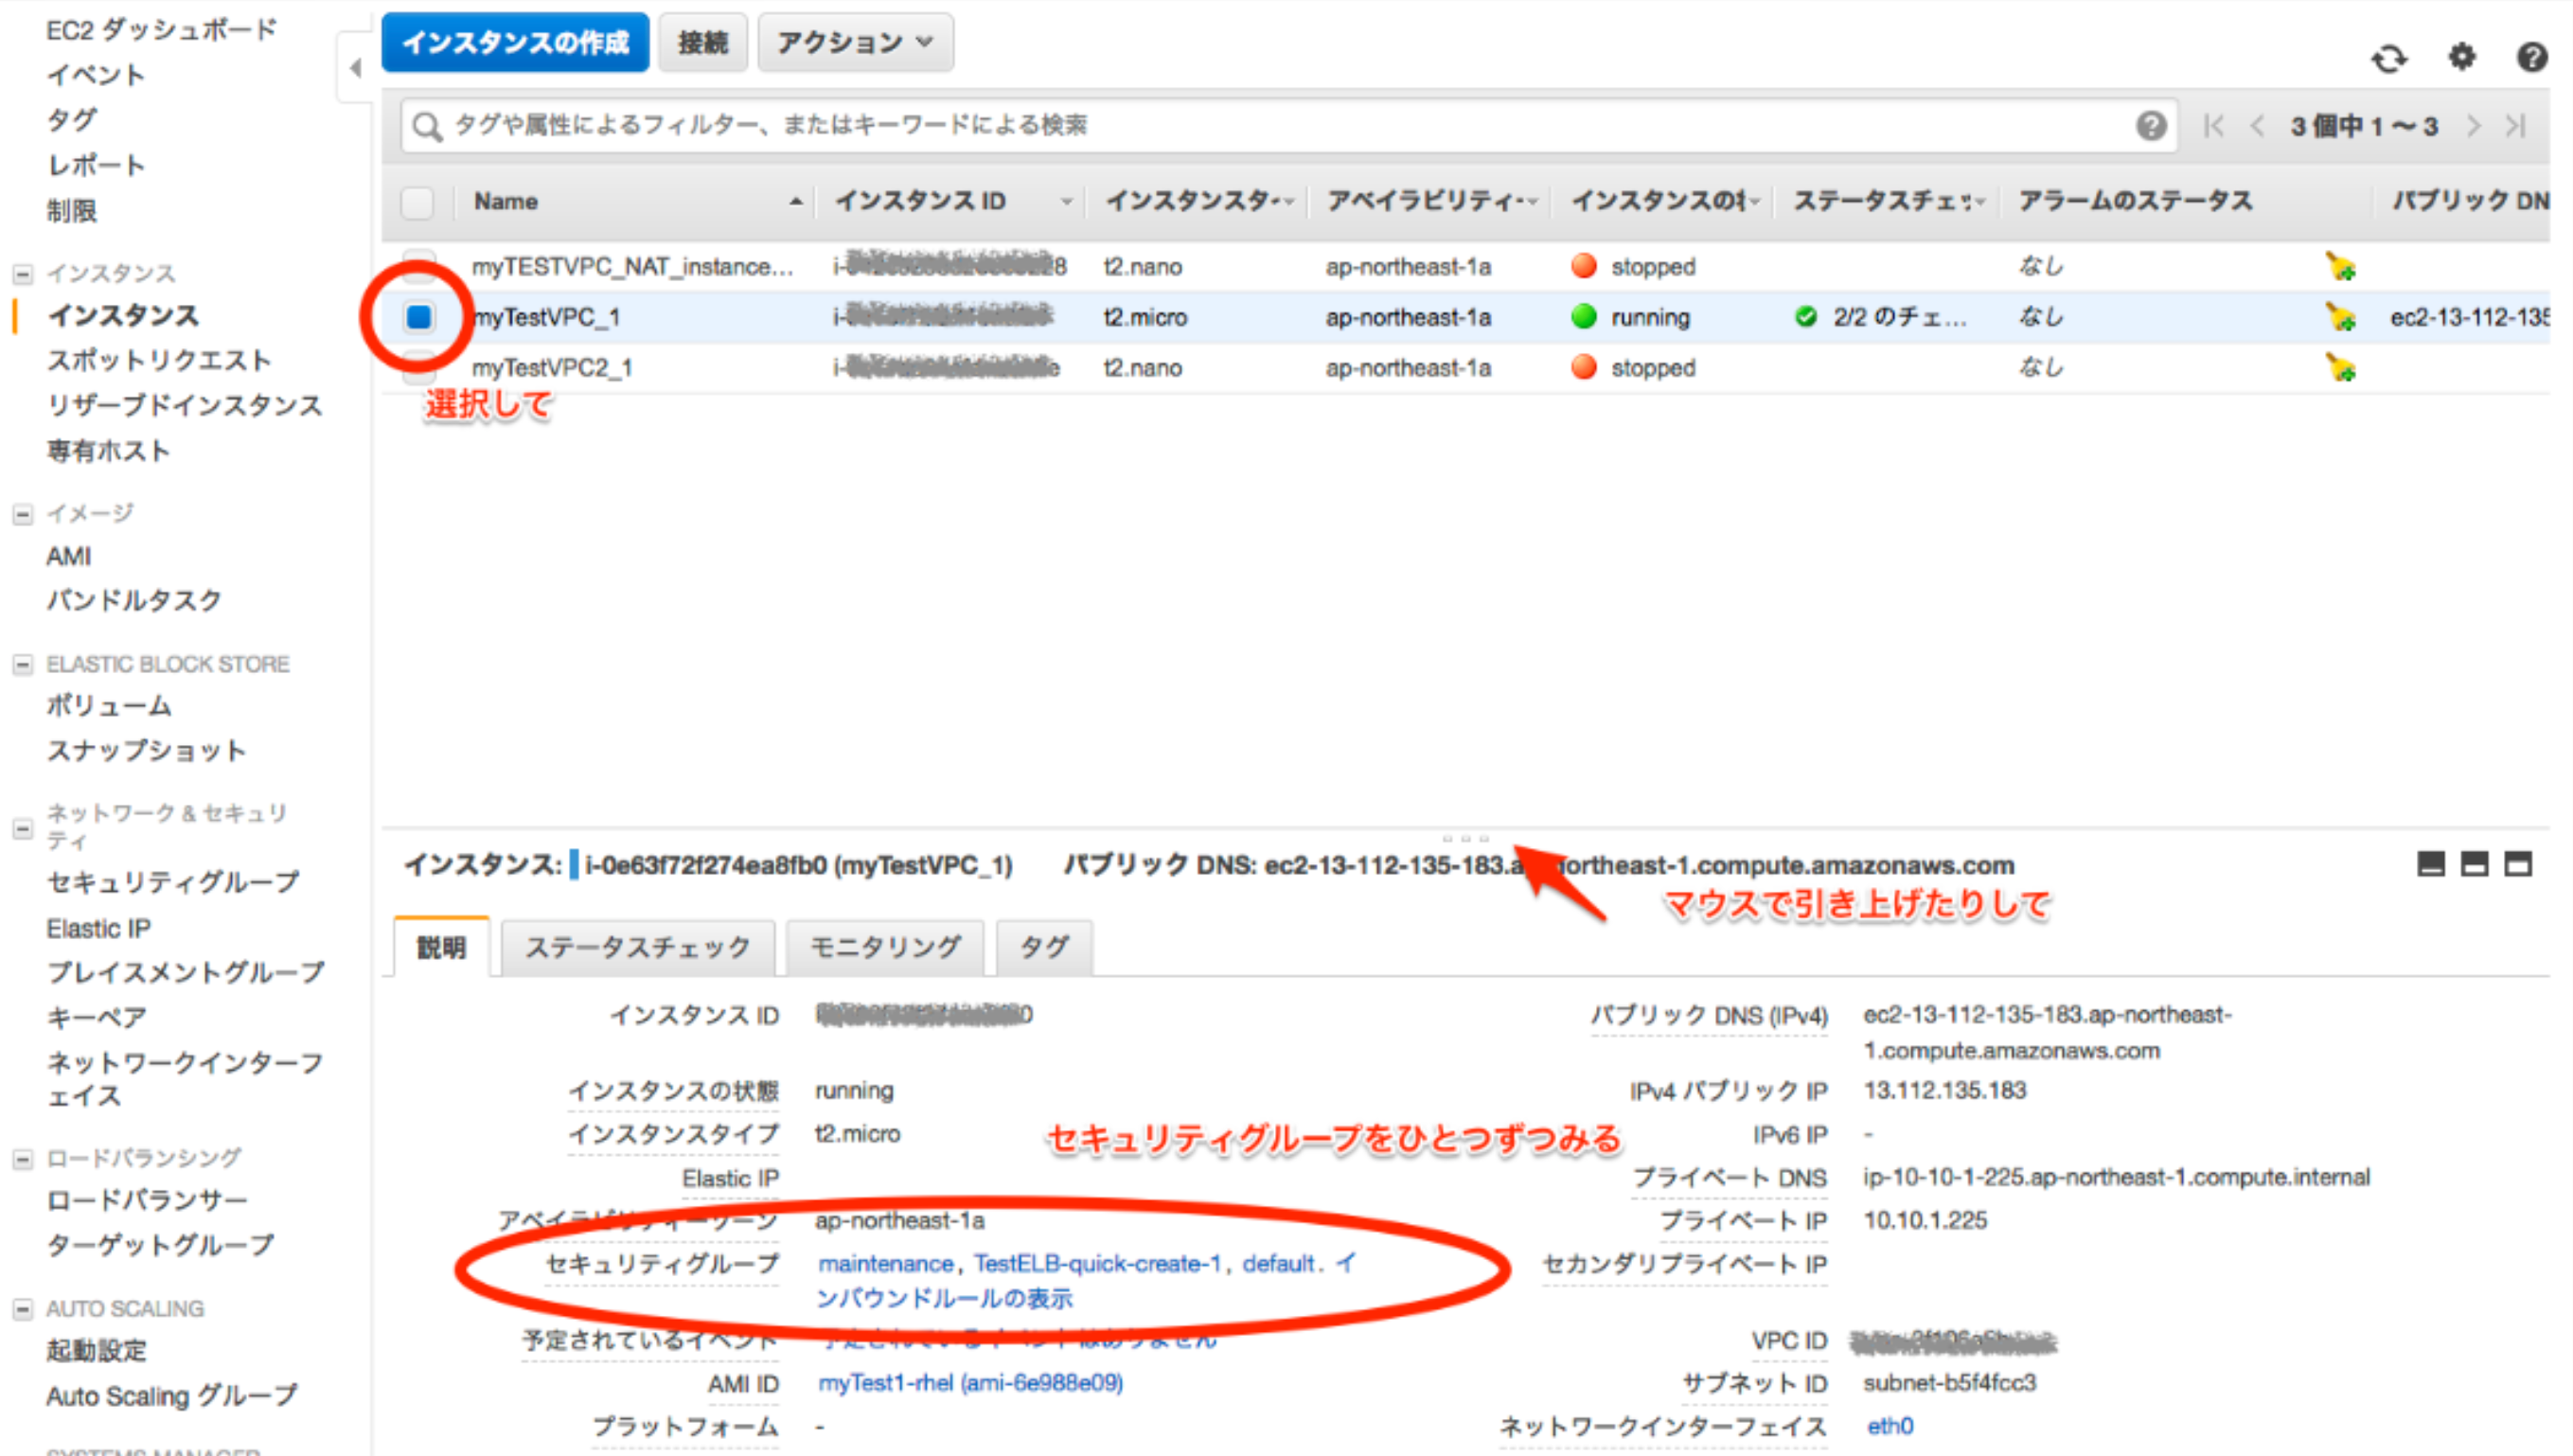 EC2 ダッシュボード
イベント
タグ
レポート
制限
インスタンス
インスタンス
スポットリクエスト
リザーブドインスタンス
専有ホスト
イメージ
AMI
バンドルタスク
ELASTIC BLOCK STORE
ボリューム
スナップショット
ネットワーク & セキュリ
ティ
セキュリティグループ
Elastic IP
プレイスメントグループ
キーペア
ネットワークインターフ
ェイス
ロードバランシング
ロードバランサー
ターゲットグループ
AUTO SCALING
起動設定
Auto Scaling グループ
SYSTEMS MANAGER
インスタンスの作成 接続 アクション
タグや属性によるフィルター、またはキーワードによる検索 3 個中 1 ～ 3
Name インスタンス ID インスタンスタ アベイラビリティ インスタンスの ステータスチェッ アラームのステータス パブリック DN
myTESTVPC_NAT_instance... t2.nano ap-northeast-1a stopped なし
myTestVPC_1 t2.micro ap-northeast-1a running 2/2 のチェ... なし ec2-13-112-135
myTestVPC2_1 t2.nano ap-northeast-1a stopped なし
選択して
インスタンス: i-0e63f72f274ea8fb0 (myTestVPC_1) パブリック DNS: ec2-13-112-135-183.a ortheast-1.compute.amazonaws.com
マウスで引き上げたりして
説明 ステータスチェック モニタリング タグ
インスタンス ID パブリック DNS (IPv4) ec2-13-112-135-183.ap-northeast-
1.compute.amazonaws.com
インスタンスの状態 running IPv4 パブリック IP 13.112.135.183
インスタンスタイプ t2.micro セキュリティグループをひとつずつみる IPv6 IP -
Elastic IP プライベート DNS ip-10-10-1-225.ap-northeast-1.compute.internal
アベイラビリティーゾーン ap-northeast-1a プライベート IP 10.10.1.225
セキュリティグループ maintenance, TestELB-quick-create-1, default. イ セカンダリプライベート IP
ンバウンドルールの表示
予定されているイベント 予定されているイベントはありません VPC ID
AMI ID myTest1-rhel (ami-6e988e09) サブネット ID subnet-b5f4fcc3
プラットフォーム - ネットワークインターフェイス eth0